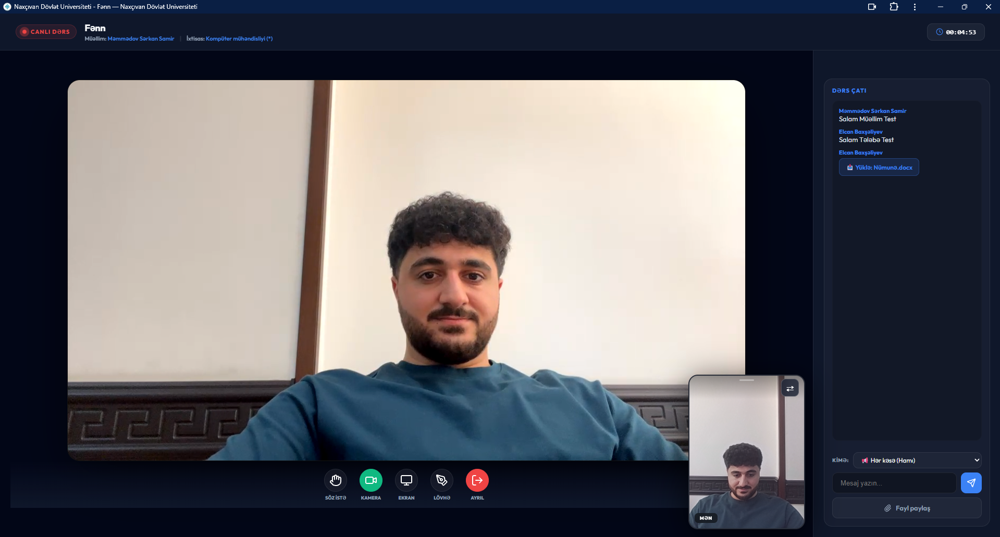 Naxçıvan Dövlət Universiteti - Fənn — Naxçıvan Dövlət Universiteti
CANLI DƏRS
Fənn
Müəllim: Məmmədov Sərkan Samir | İxtisas: Kompüter mühəndisliyi (*)
00:04:53
DƏRS ÇATI
Məmmədov Sərkan Samir
Salam Müəllim Test
Elcan Baxşəliyev
Salam Tələbə Test
Elcan Baxşəliyev
Yüklə: Nümunə.docx
KİMƏ: Hər kəsə (Hamı)
Mesaj yazın...
Fayl paylaş
SÖZ İSTƏ
KAMERA
EKRAN
LÖVHƏ
AYRIL
MƏN